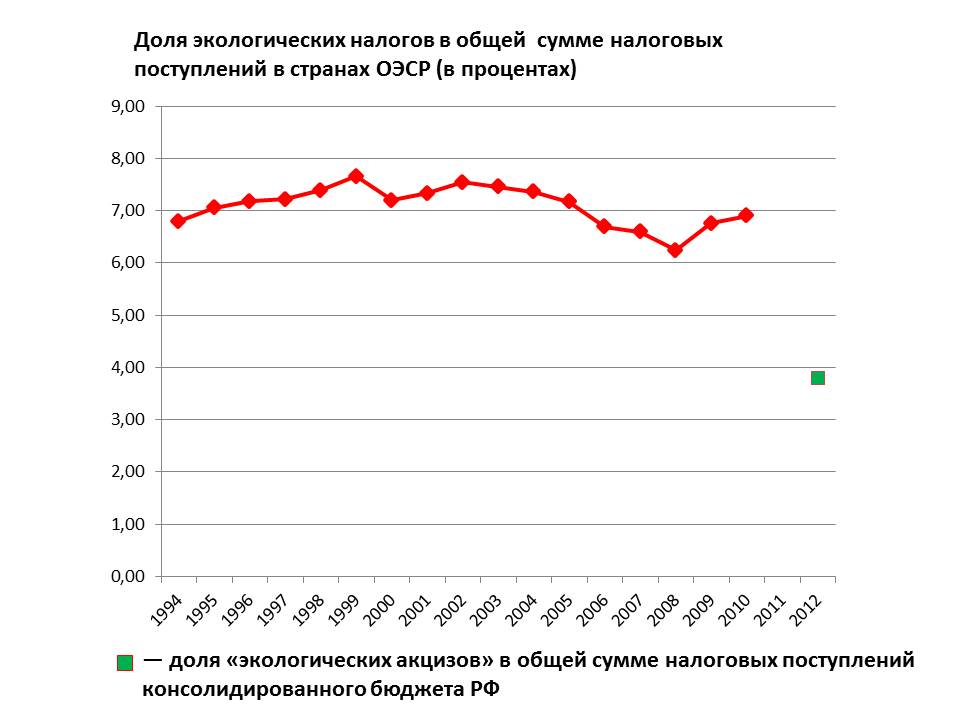 Доля экологических налогов в общей сумме налоговых
поступлений в странах ОЭСР (в процентах)
9,00
8,00
7,00
6,00
5,00
4,00
3,00
2,00
1,00
0,00
1994 1995 1996 1997 1998 1999 2000 2001 2002 2003 2004 2005 2006 2007 2008 2009 2010 2011 2012
— доля «экологических акцизов» в общей сумме налоговых поступлений
консолидированного бюджета РФ